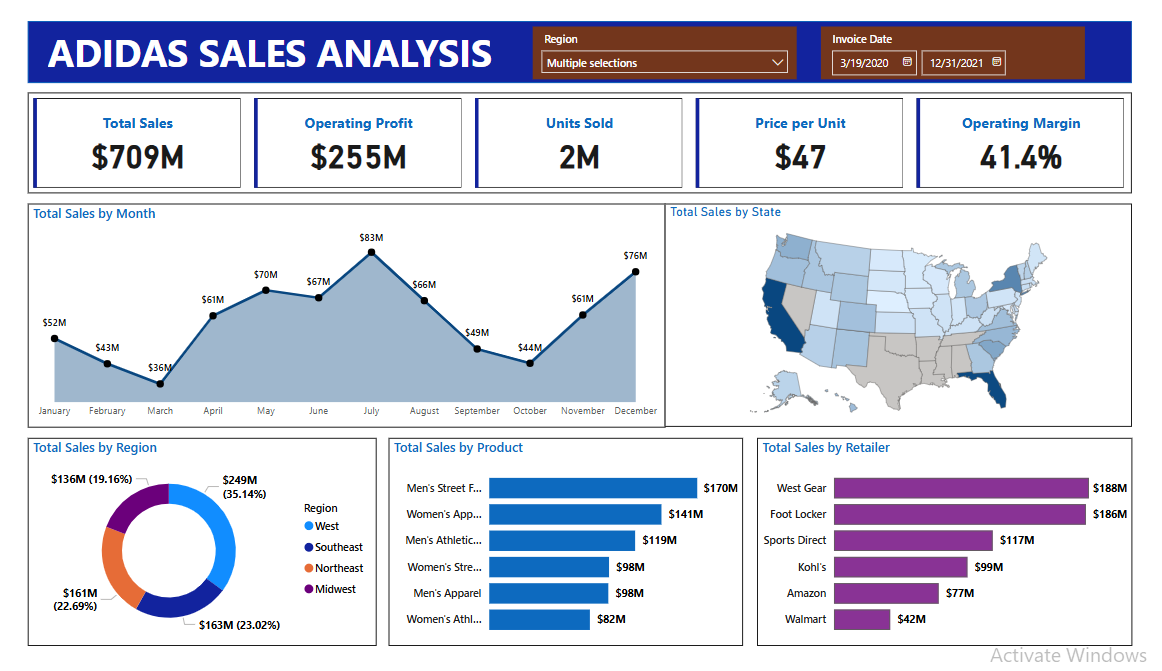 ADIDAS SALES ANALYSIS
Region
Multiple selections
Invoice Date
3/19/2020
12/31/2021
Total Sales
$709M
Operating Profit
$255M
Units Sold
2M
Price per Unit
$47
Operating Margin
41.4%
Total Sales by Month
$52M
$43M
$36M
$61M
$70M
$67M
$83M
$66M
$49M
$44M
$61M
$76M
January February March April May June July August September October November December
Total Sales by State
Total Sales by Region
$136M (19.16%)
$249M
(35.14%)
$161M
(22.69%)
$163M (23.02%)
Region
West
Southeast
Northeast
Midwest
Total Sales by Product
Men's Street F... $170M
Women's App... $141M
Men's Athletic... $119M
Women's Stre... $98M
Men's Apparel $98M
Women's Athl... $82M
Total Sales by Retailer
West Gear $188M
Foot Locker $186M
Sports Direct $117M
Kohl's $99M
Amazon $77M
Walmart $42M
Activate Windows